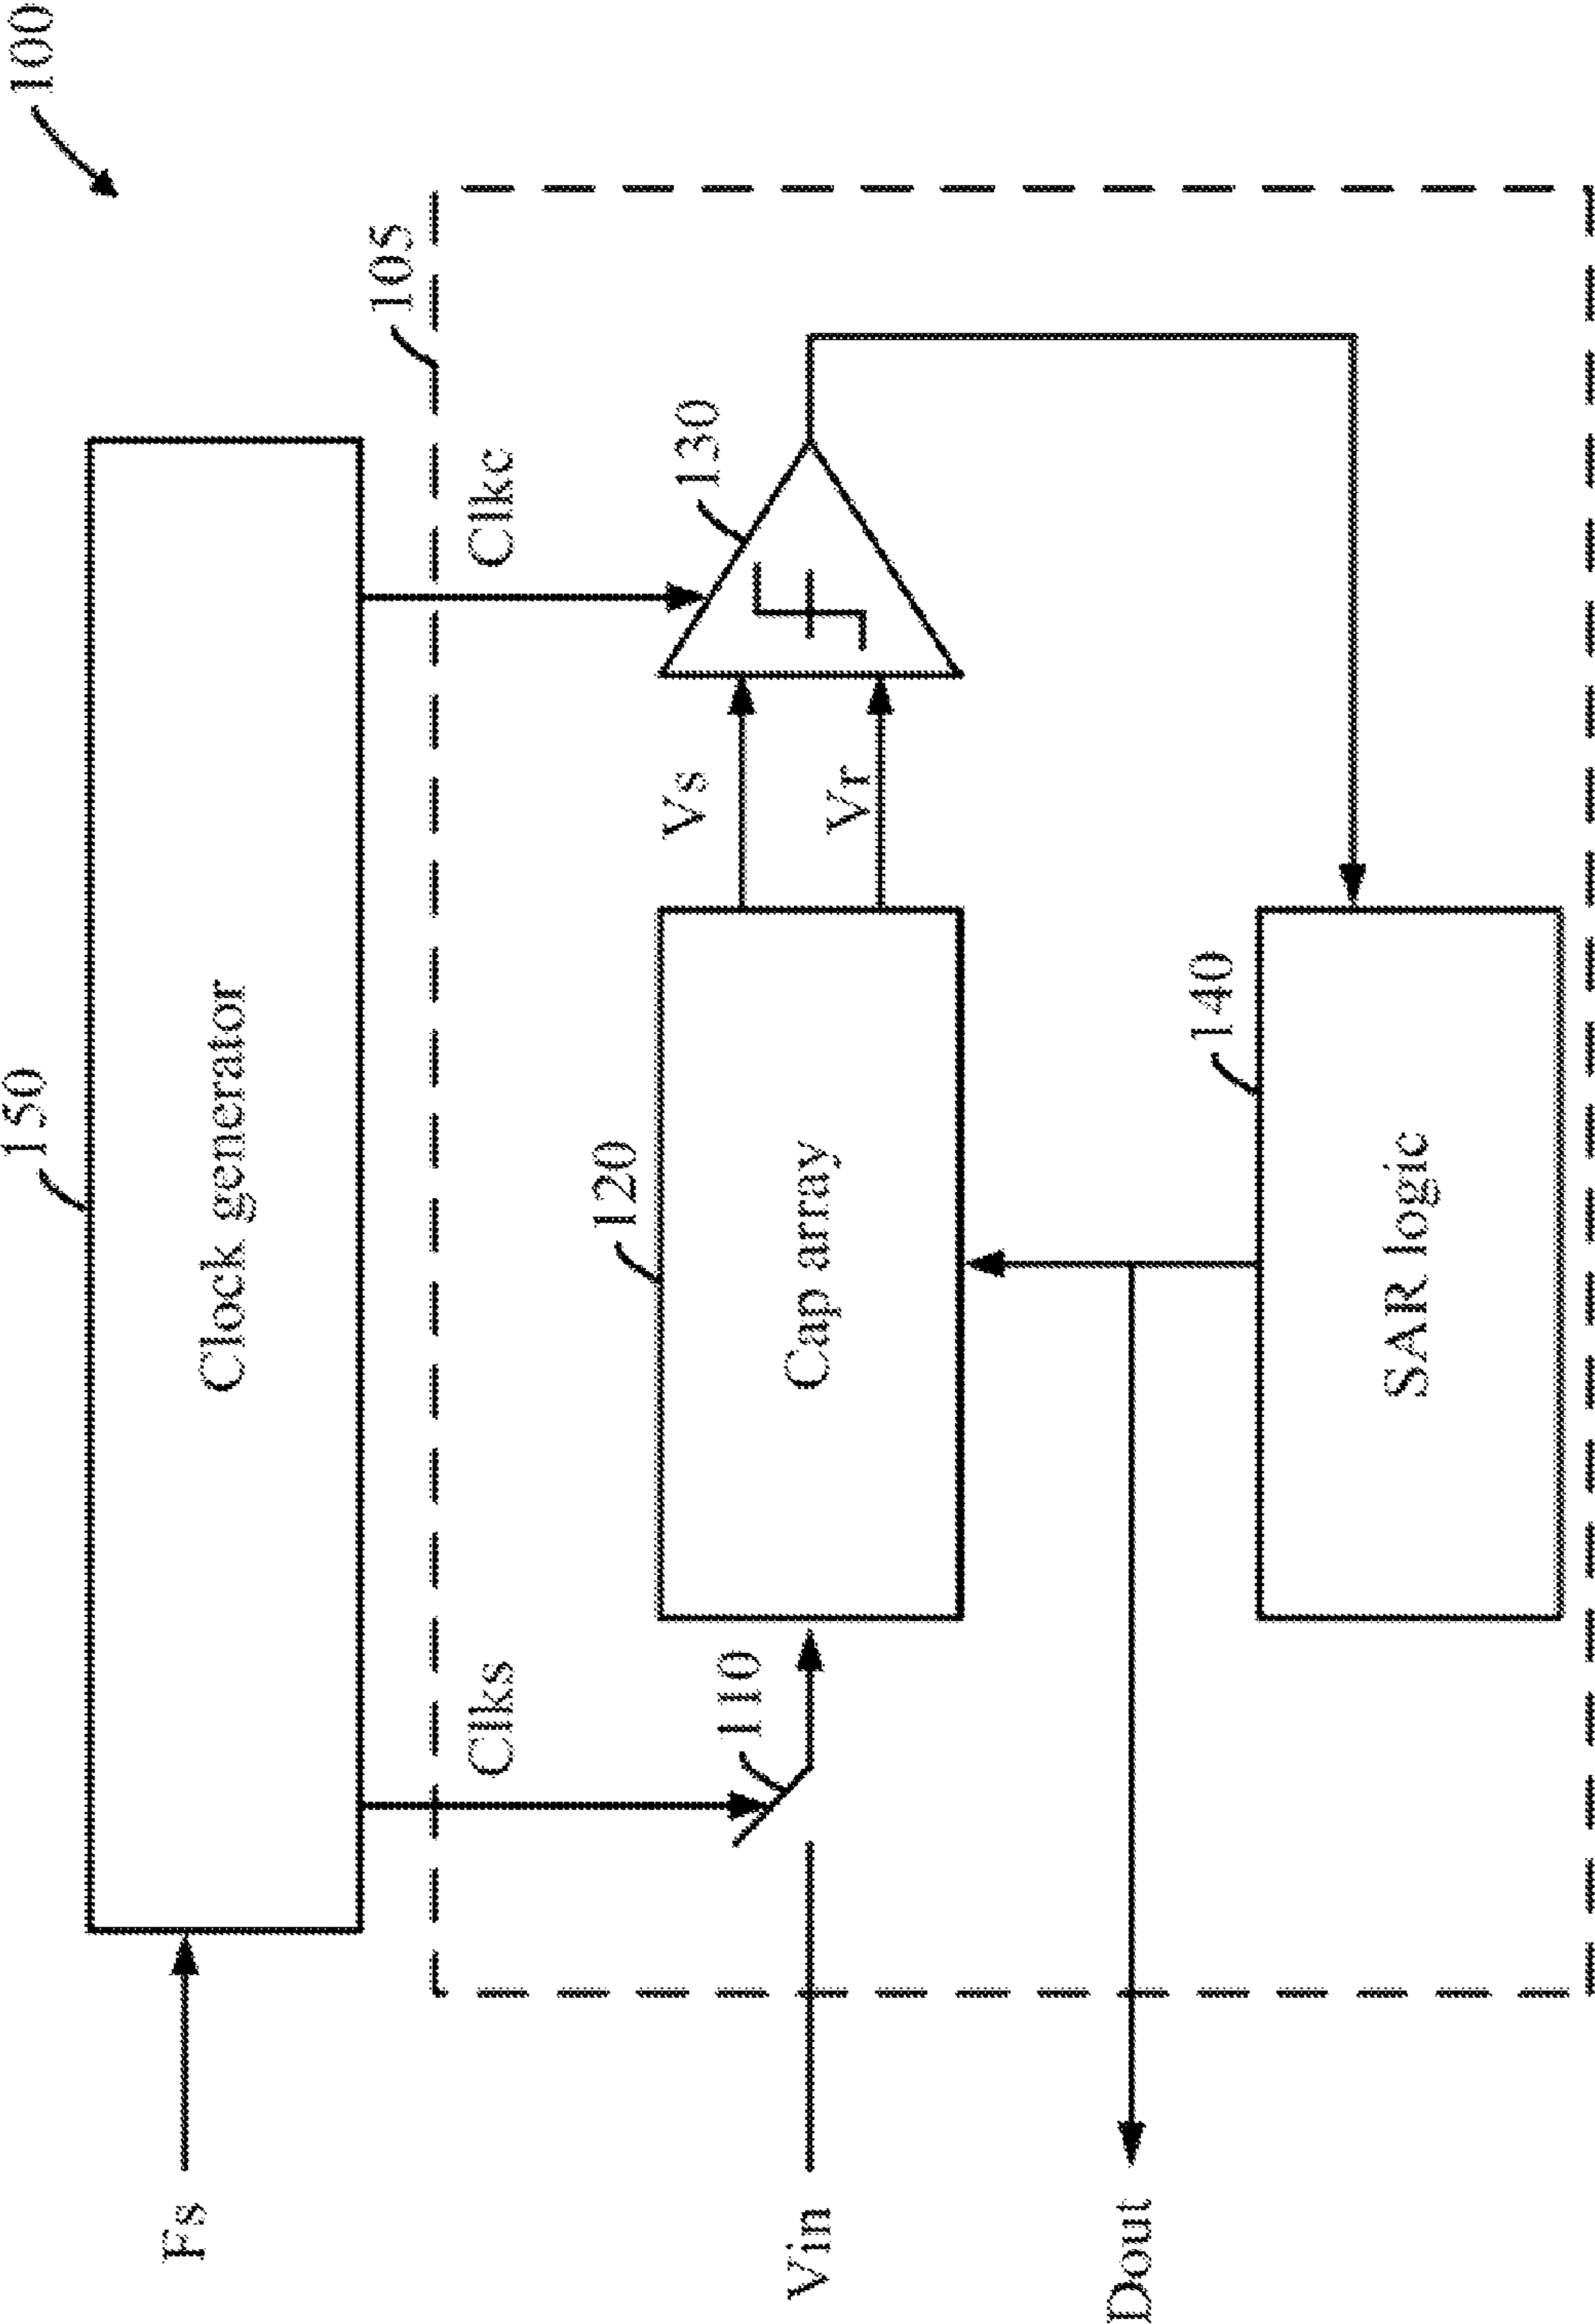 100
150
Clock generator
Fs
105
Clks
Clkc
110
120
Cap array
Vs
Vr
130
Vin
140
SAR logic
Dout